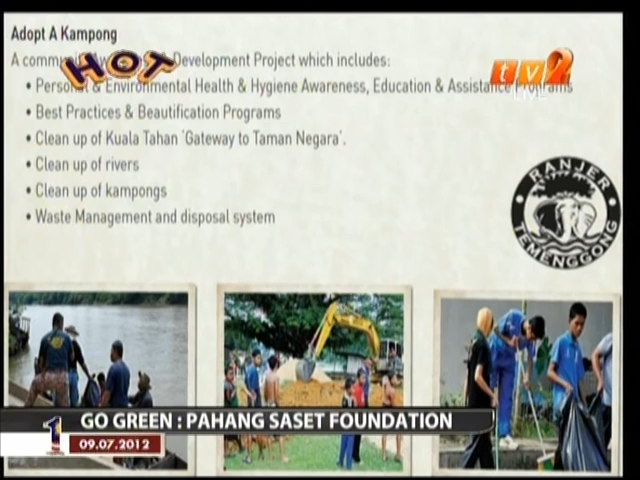 Adopt A Kampong
HOT
A Development Project which includes:
tv2
LIVE
• Personal & Environmental Health & Hygiene Awareness, Education & Assistance Programs
• Best Practices & Beautification Programs
• Clean up of Kuala Tahan 'Gateway to Taman Negara'.
• Clean up of rivers
• Clean up of kampongs
• Waste Management and disposal system
RANJER
TEMENGGONG
1 GO GREEN : PAHANG SASET FOUNDATION
09.07.2012